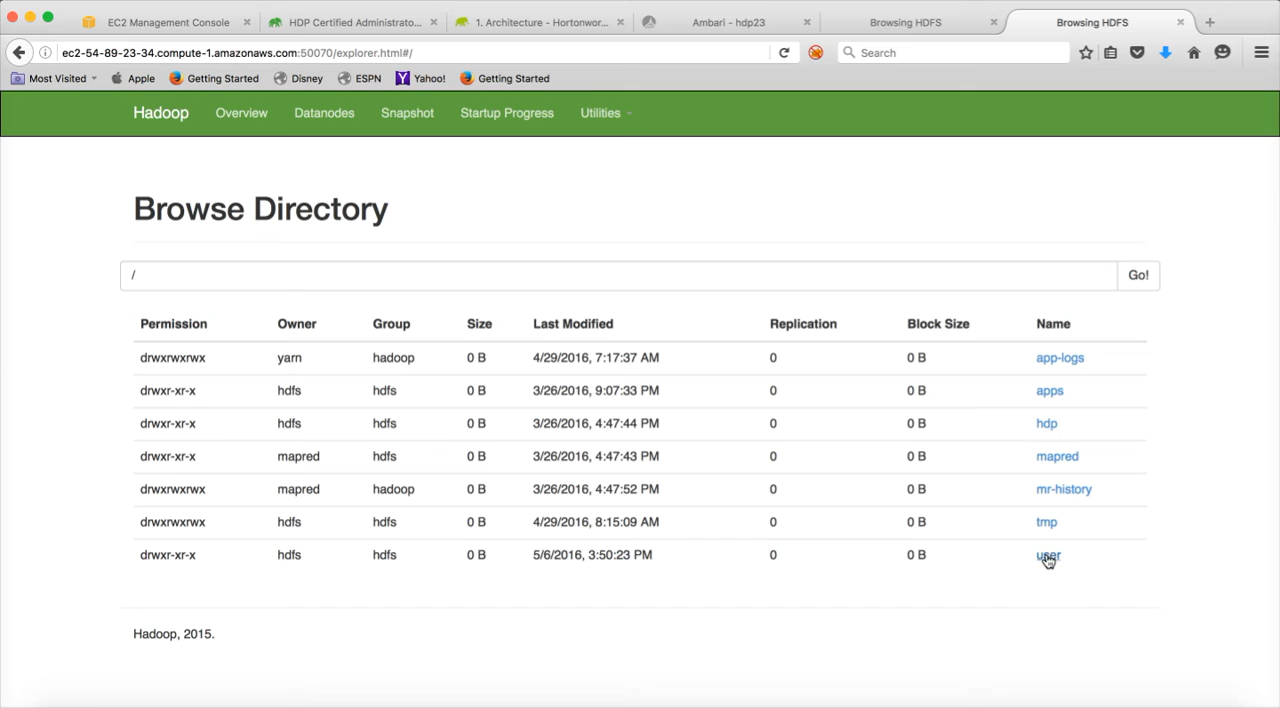 EC2 Management Console HDP Certified Administrato... 1. Architecture - Hortonwor... Ambari - hdp23 Browsing HDFS Browsing HDFS
ec2-54-89-23-34.compute-1.amazonaws.com:50070/explorer.html#/ Search
Most Visited Apple Getting Started Disney ESPN Yahoo! Getting Started
Hadoop Overview Datanodes Snapshot Startup Progress Utilities
Browse Directory
/ Go!
Permission Owner Group Size Last Modified Replication Block Size Name
drwxrwxrwx yarn hadoop 0 B 4/29/2016, 7:17:37 AM 0 0 B app-logs
drwxr-xr-x hdfs hdfs 0 B 3/26/2016, 9:07:33 PM 0 0 B apps
drwxr-xr-x hdfs hdfs 0 B 3/26/2016, 4:47:44 PM 0 0 B hdp
drwxr-xr-x mapred hdfs 0 B 3/26/2016, 4:47:43 PM 0 0 B mapred
drwxrwxrwx mapred hadoop 0 B 3/26/2016, 4:47:52 PM 0 0 B mr-history
drwxrwxrwx hdfs hdfs 0 B 4/29/2016, 8:15:09 AM 0 0 B tmp
drwxr-xr-x hdfs hdfs 0 B 5/6/2016, 3:50:23 PM 0 0 B user
Hadoop, 2015.